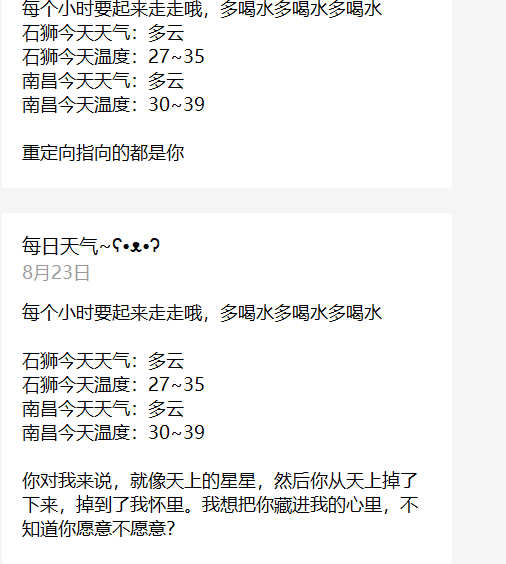 每个小时要起来走走哦，多喝水多喝水多喝水
石狮今天天气：多云
石狮今天温度：27~35
南昌今天天气：多云
南昌今天温度：30~39
重定向指向的都是你
每日天气~ʕ•ᴥ•ʔ
8月23日
每个小时要起来走走哦，多喝水多喝水多喝水
石狮今天天气：多云
石狮今天温度：27~35
南昌今天天气：多云
南昌今天温度：30~39
你对我来说，就像天上的星星，然后你从天上掉了
下来，掉到了我怀里。我想把你藏进我的心里，不
知道你愿意不愿意？